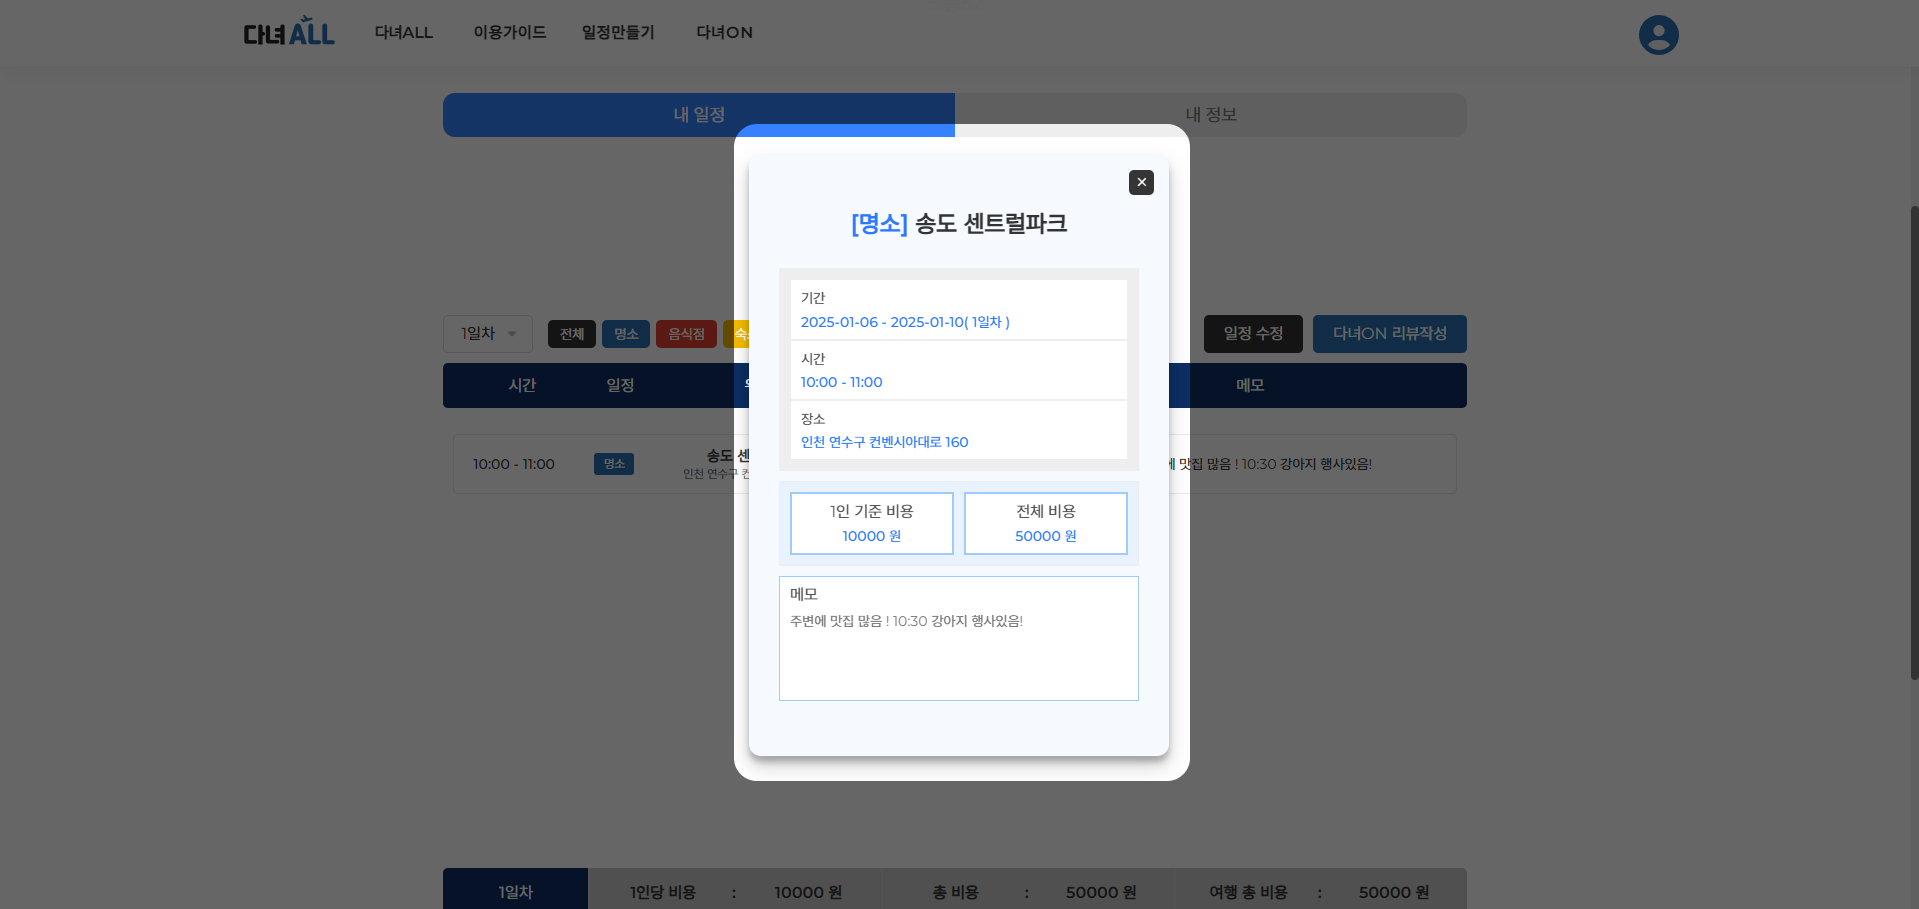 다녀ALL
다녀ALL
이용가이드
일정만들기
다녀ON
내 일정
내 정보
[명소] 송도 센트럴파크
기간
2025-01-06 - 2025-01-10( 1일차 )
시간
10:00 - 11:00
장소
인천 연수구 컨벤시아대로 160
1인 기준 비용
10000 원
전체 비용
50000 원
메모
주변에 맛집 많음 ! 10:30 강아지 행사있음!
1일차
전체
명소
음식점
일정 수정
다녀ON 리뷰작성
시간
일정
메모
10:00 - 11:00
명소
송도 센
인천 연수구 컨
맛집 많음 ! 10:30 강아지 행사있음!
1일차
1인당 비용 : 10000 원
총 비용 : 50000 원
여행 총 비용 : 50000 원